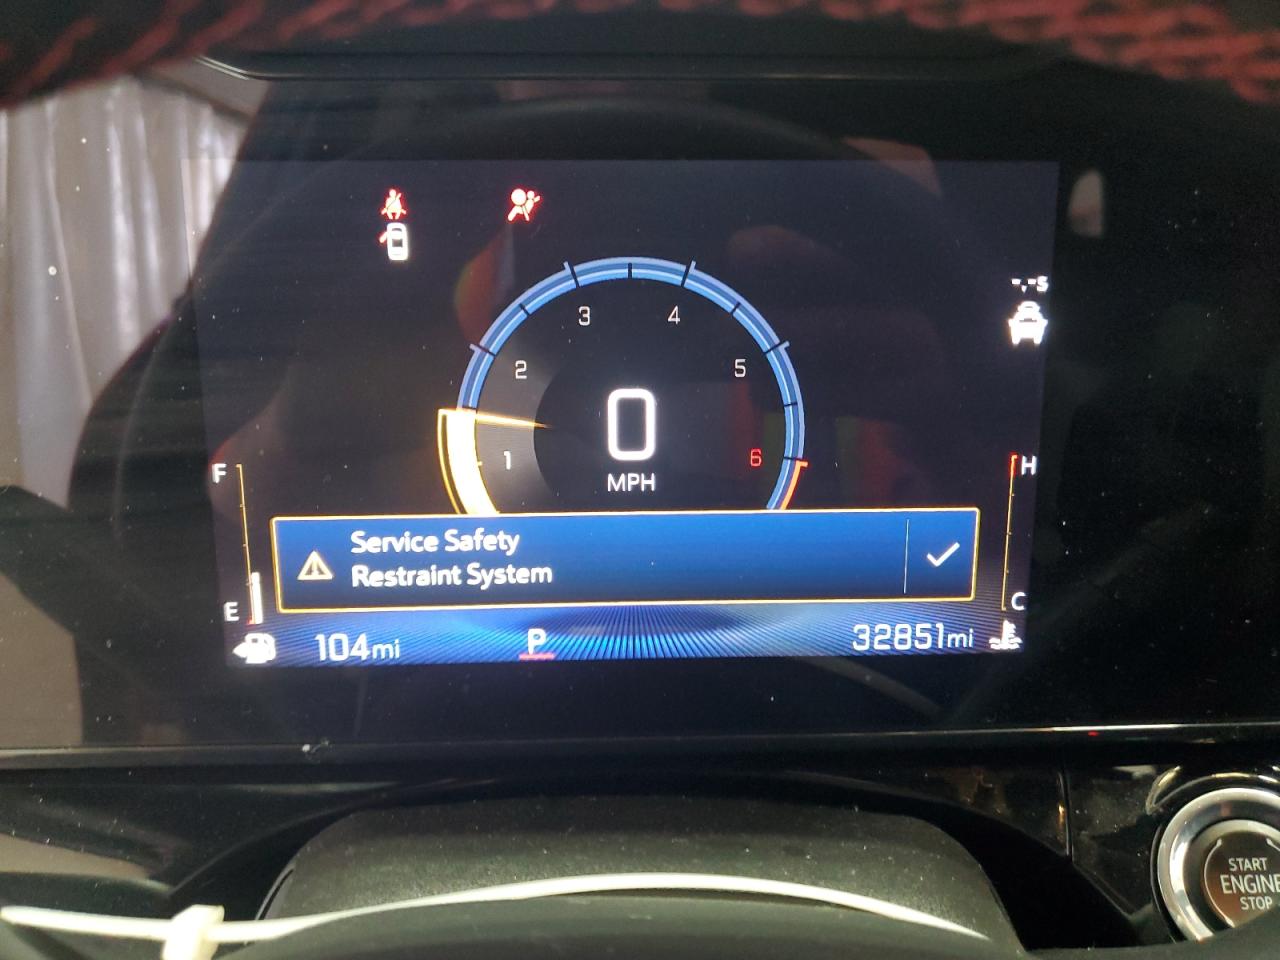 -.-s
3
4
2
5
0
1
6
MPH
F
H
Service Safety
Restraint System
E
C
104mi
P
32851mi
START
ENGINE
STOP